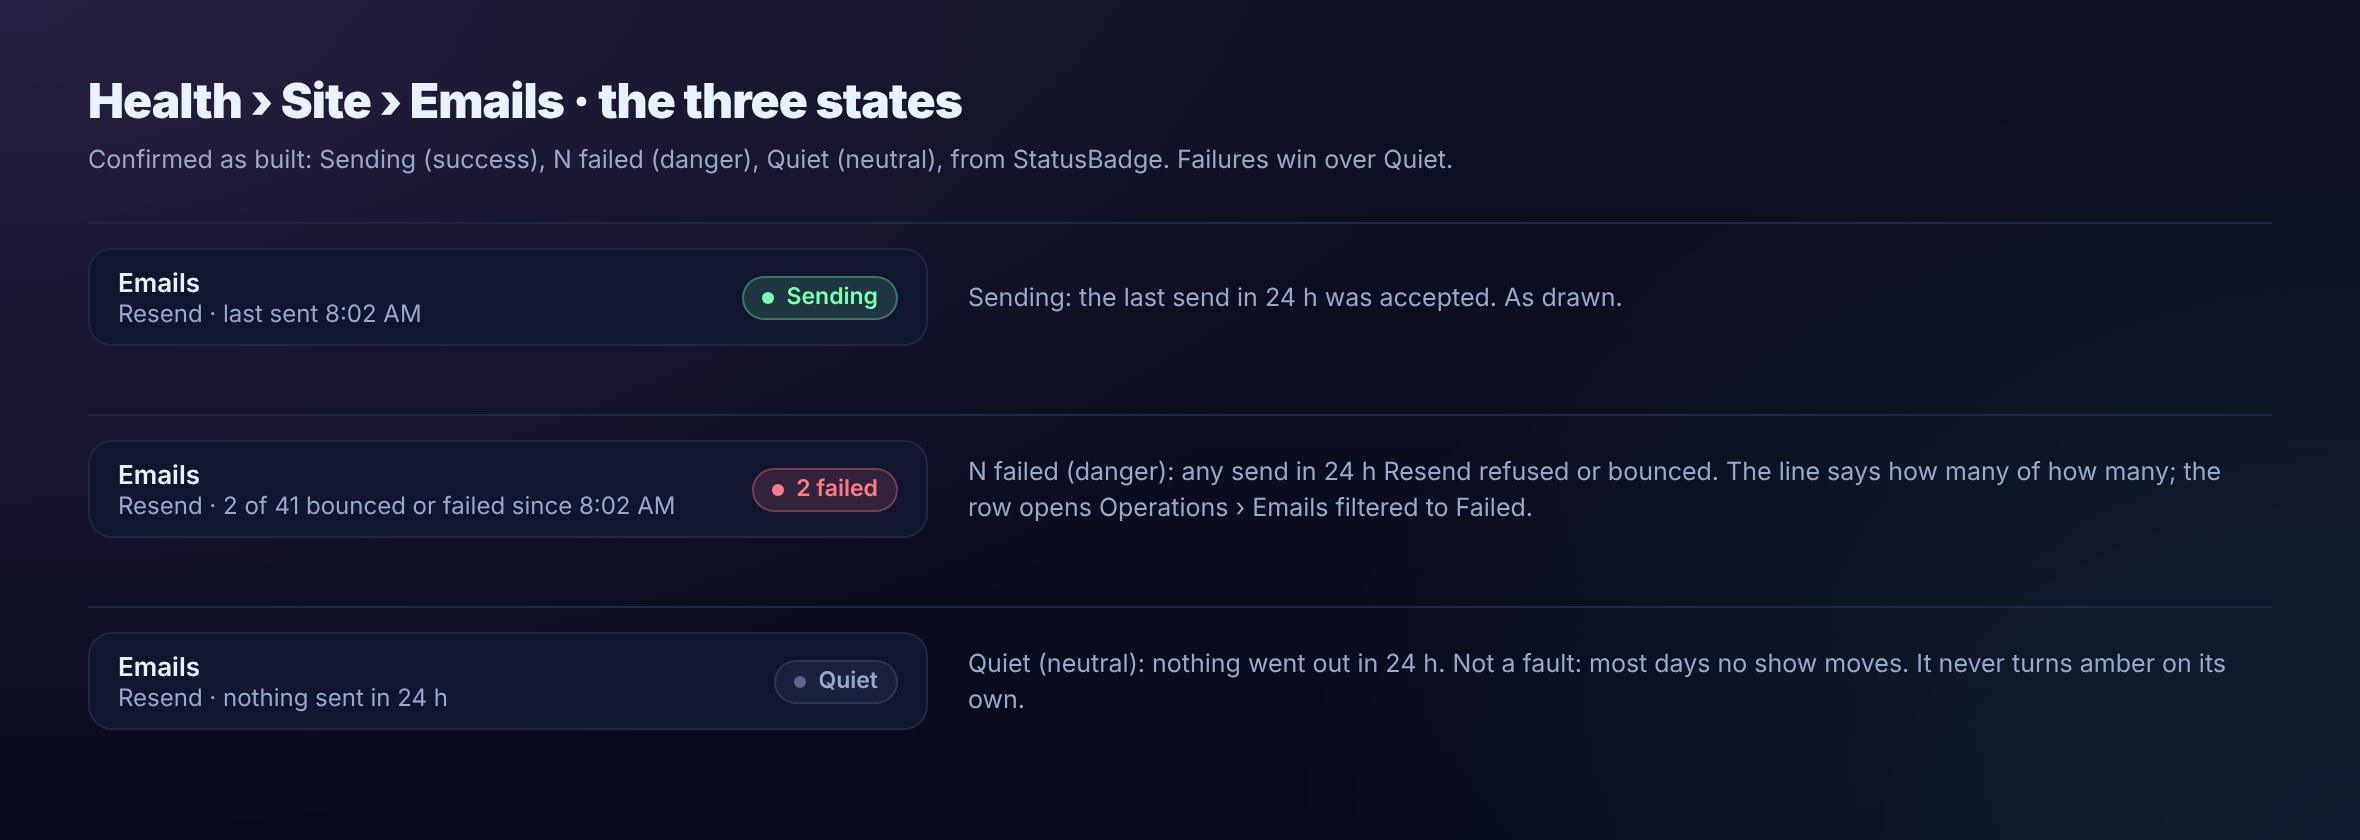 Health › Site › Emails · the three states
Confirmed as built: Sending (success), N failed (danger), Quiet (neutral), from StatusBadge. Failures win over Quiet.
Emails
Resend · last sent 8:02 AM
Sending
Sending: the last send in 24 h was accepted. As drawn.
Emails
Resend · 2 of 41 bounced or failed since 8:02 AM
2 failed
N failed (danger): any send in 24 h Resend refused or bounced. The line says how many of how many; the
row opens Operations › Emails filtered to Failed.
Emails
Resend · nothing sent in 24 h
Quiet
Quiet (neutral): nothing went out in 24 h. Not a fault: most days no show moves. It never turns amber on its
own.